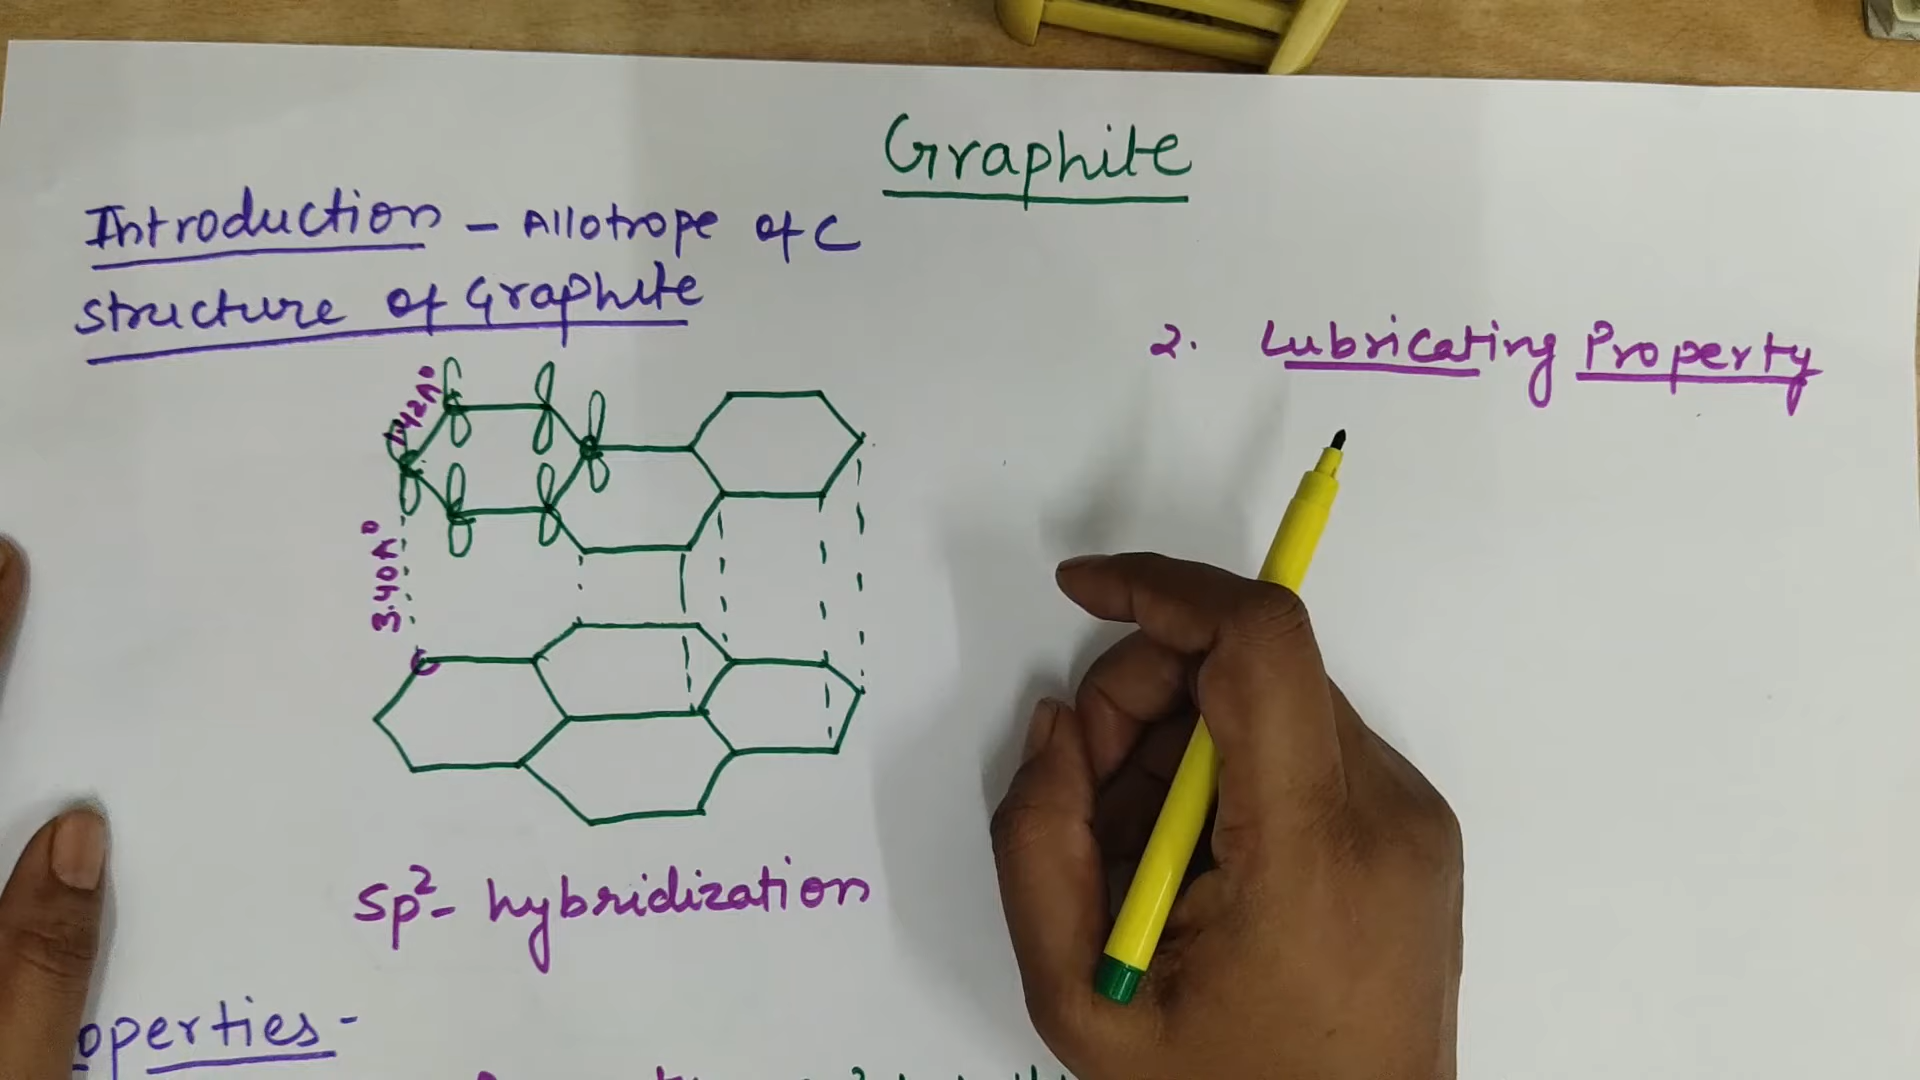 Graphite
Introduction - Allotrope of C
Structure of Graphite
2. Lubricating Property
1.42A°
3.40A°
Sp²- hybridization
operties -